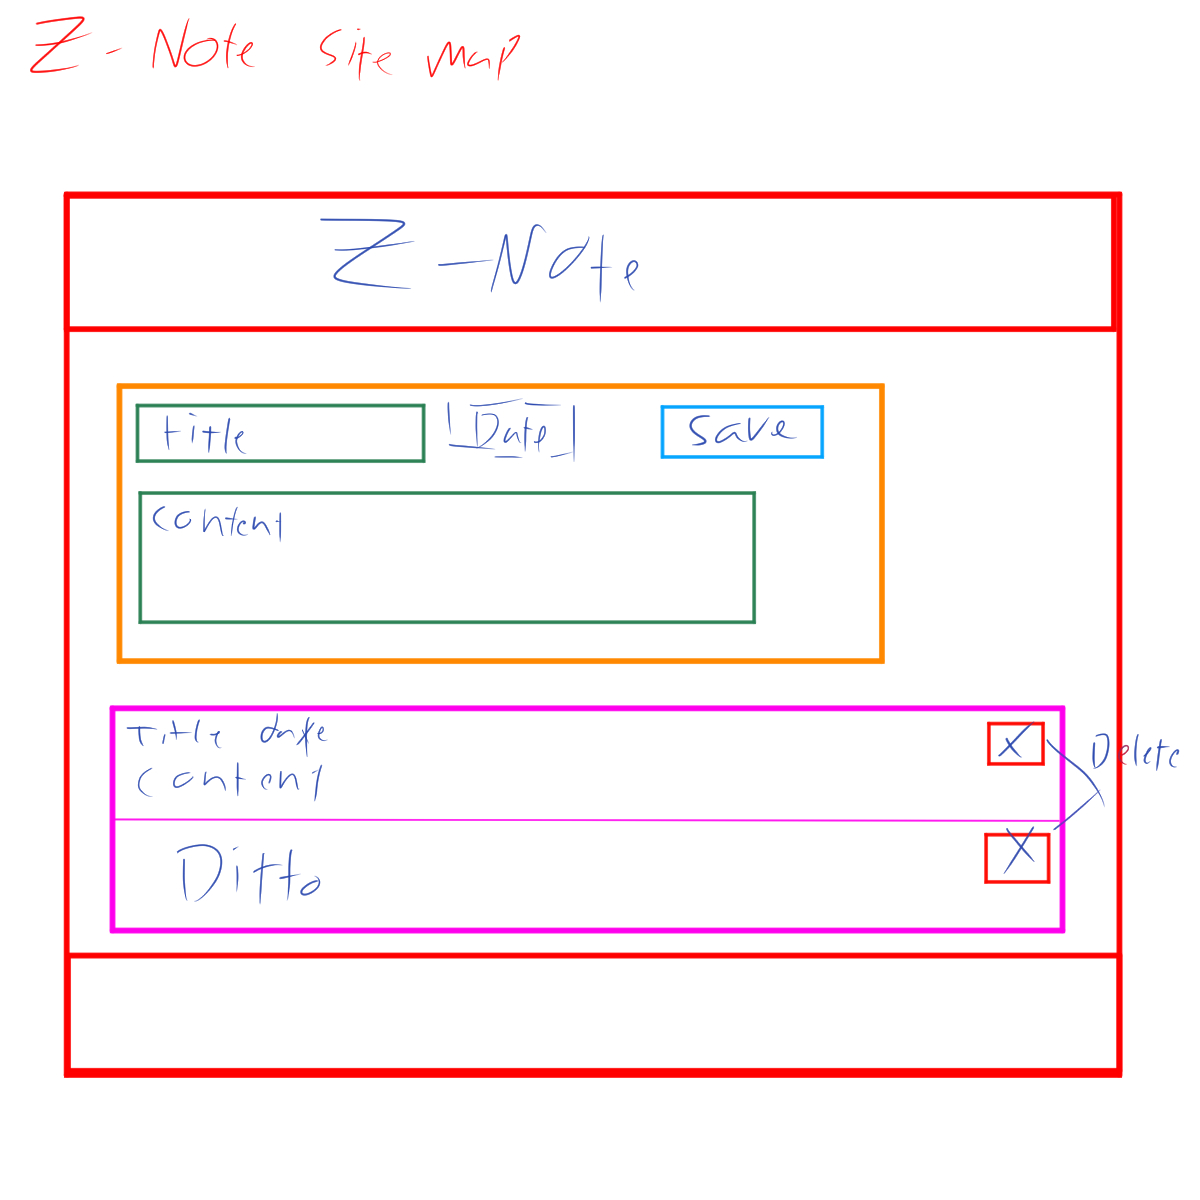 Z - Note Site map
Z - Note
title Date save
content
Title date X
content
Delete
Ditto X